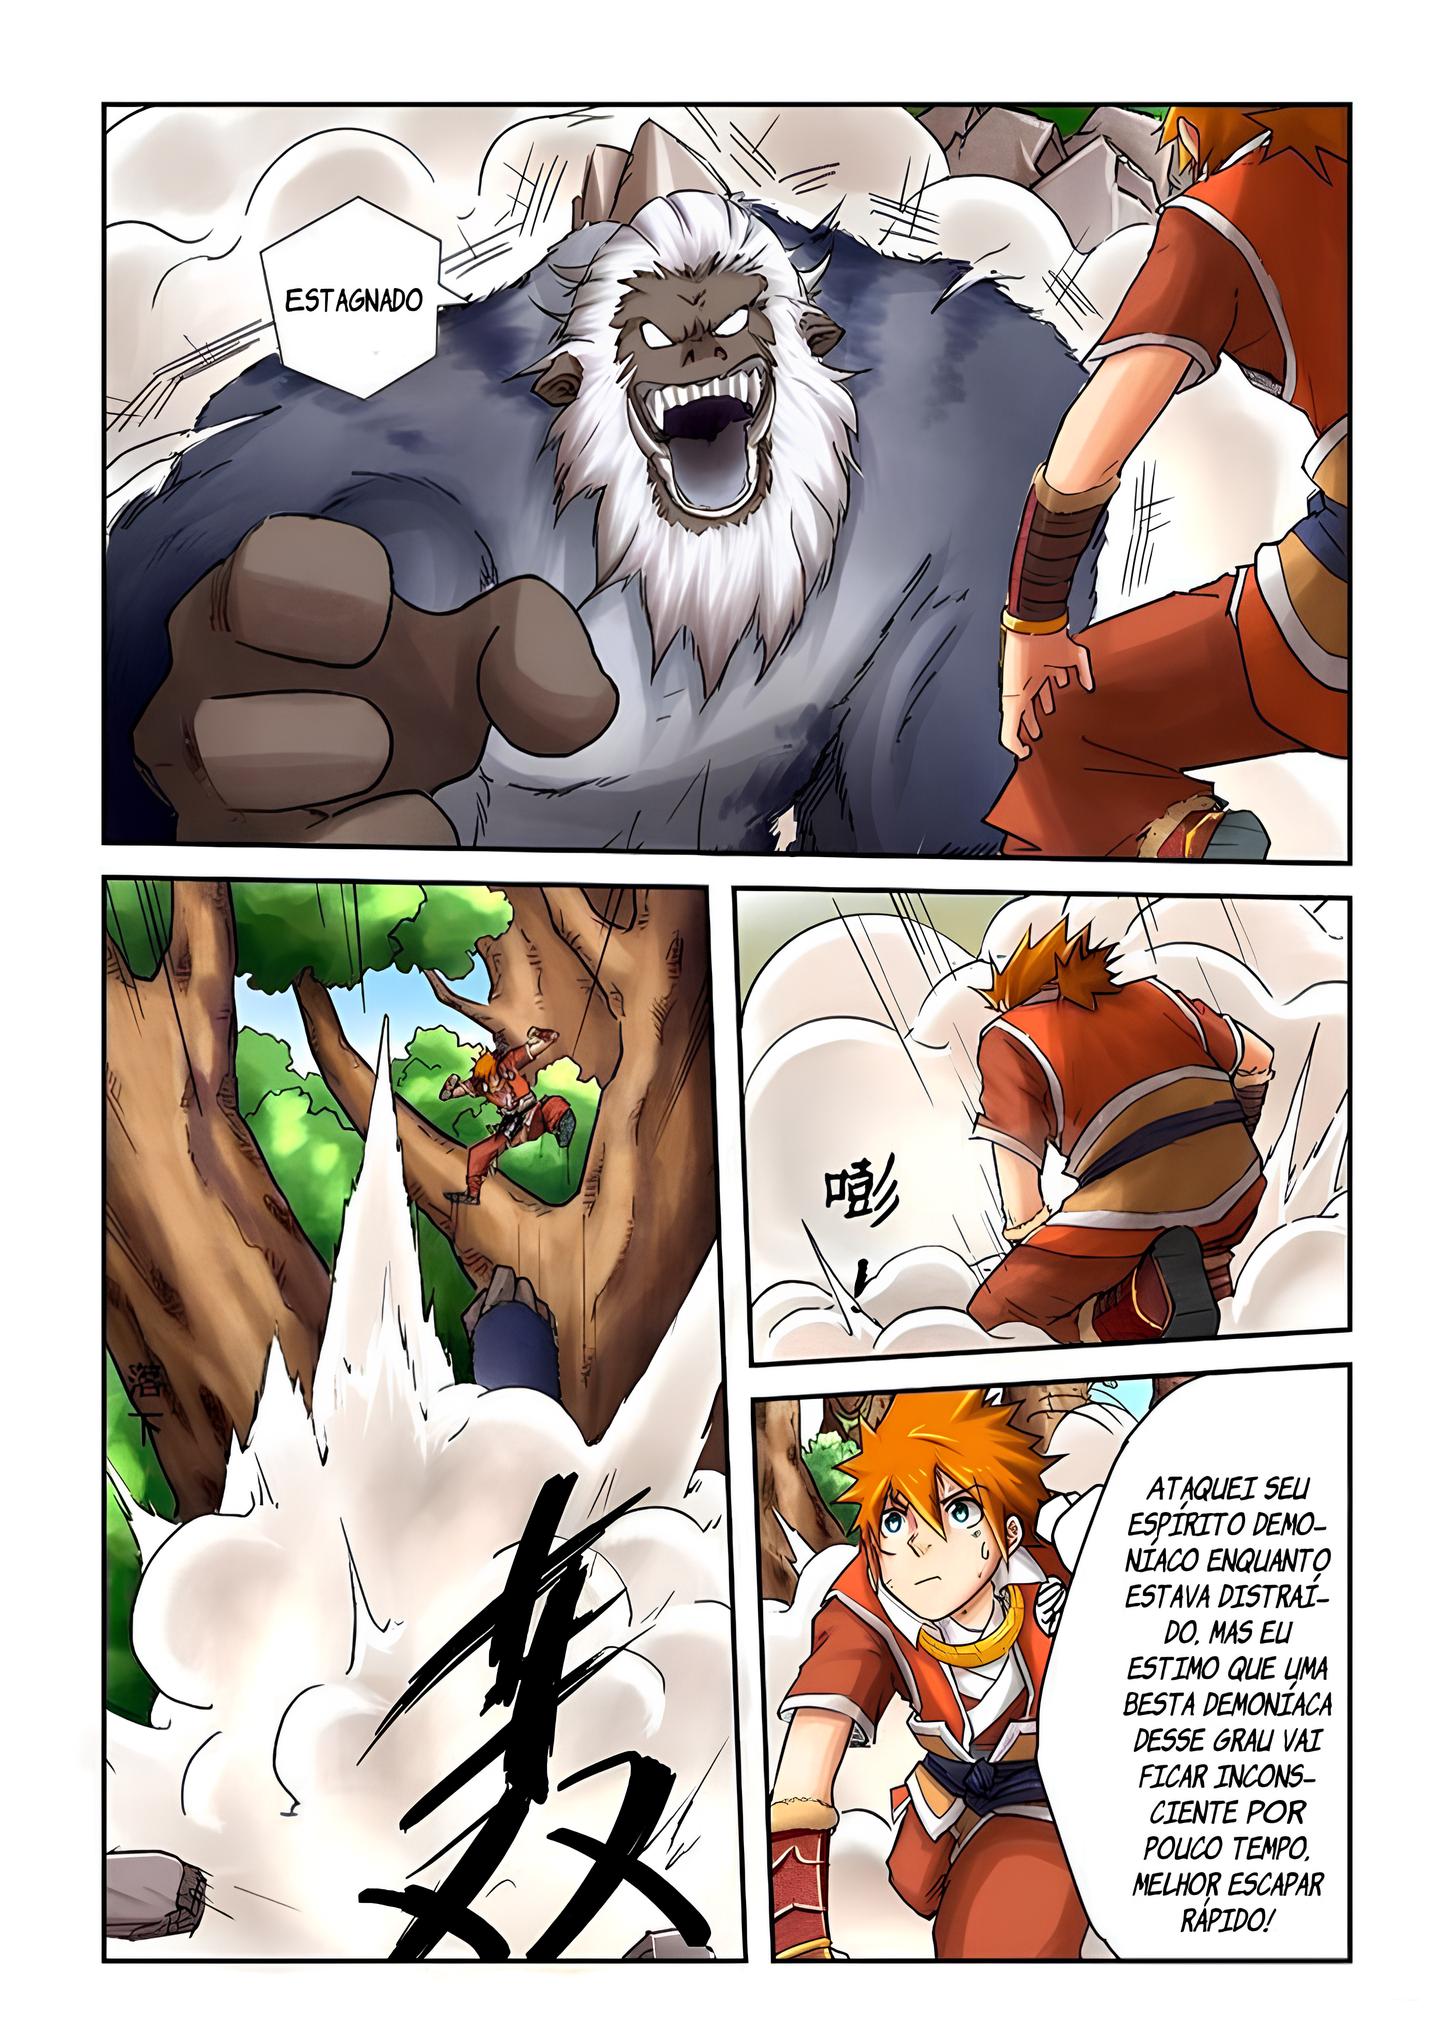 ESTAGNADO
落
下
嘭
ATAQUEI SEU
ESPÍRITO DEMO-
NÍACO ENQUANTO
ESTAVA DISTRAÍ-
DO, MAS EU
ESTIMO QUE UMA
BESTA DEMONÍACA
DESSE GRAU VAI
FICAR INCONS-
CIENTE POR
POUCO TEMPO,
MELHOR ESCAPAR
RÁPIDO!